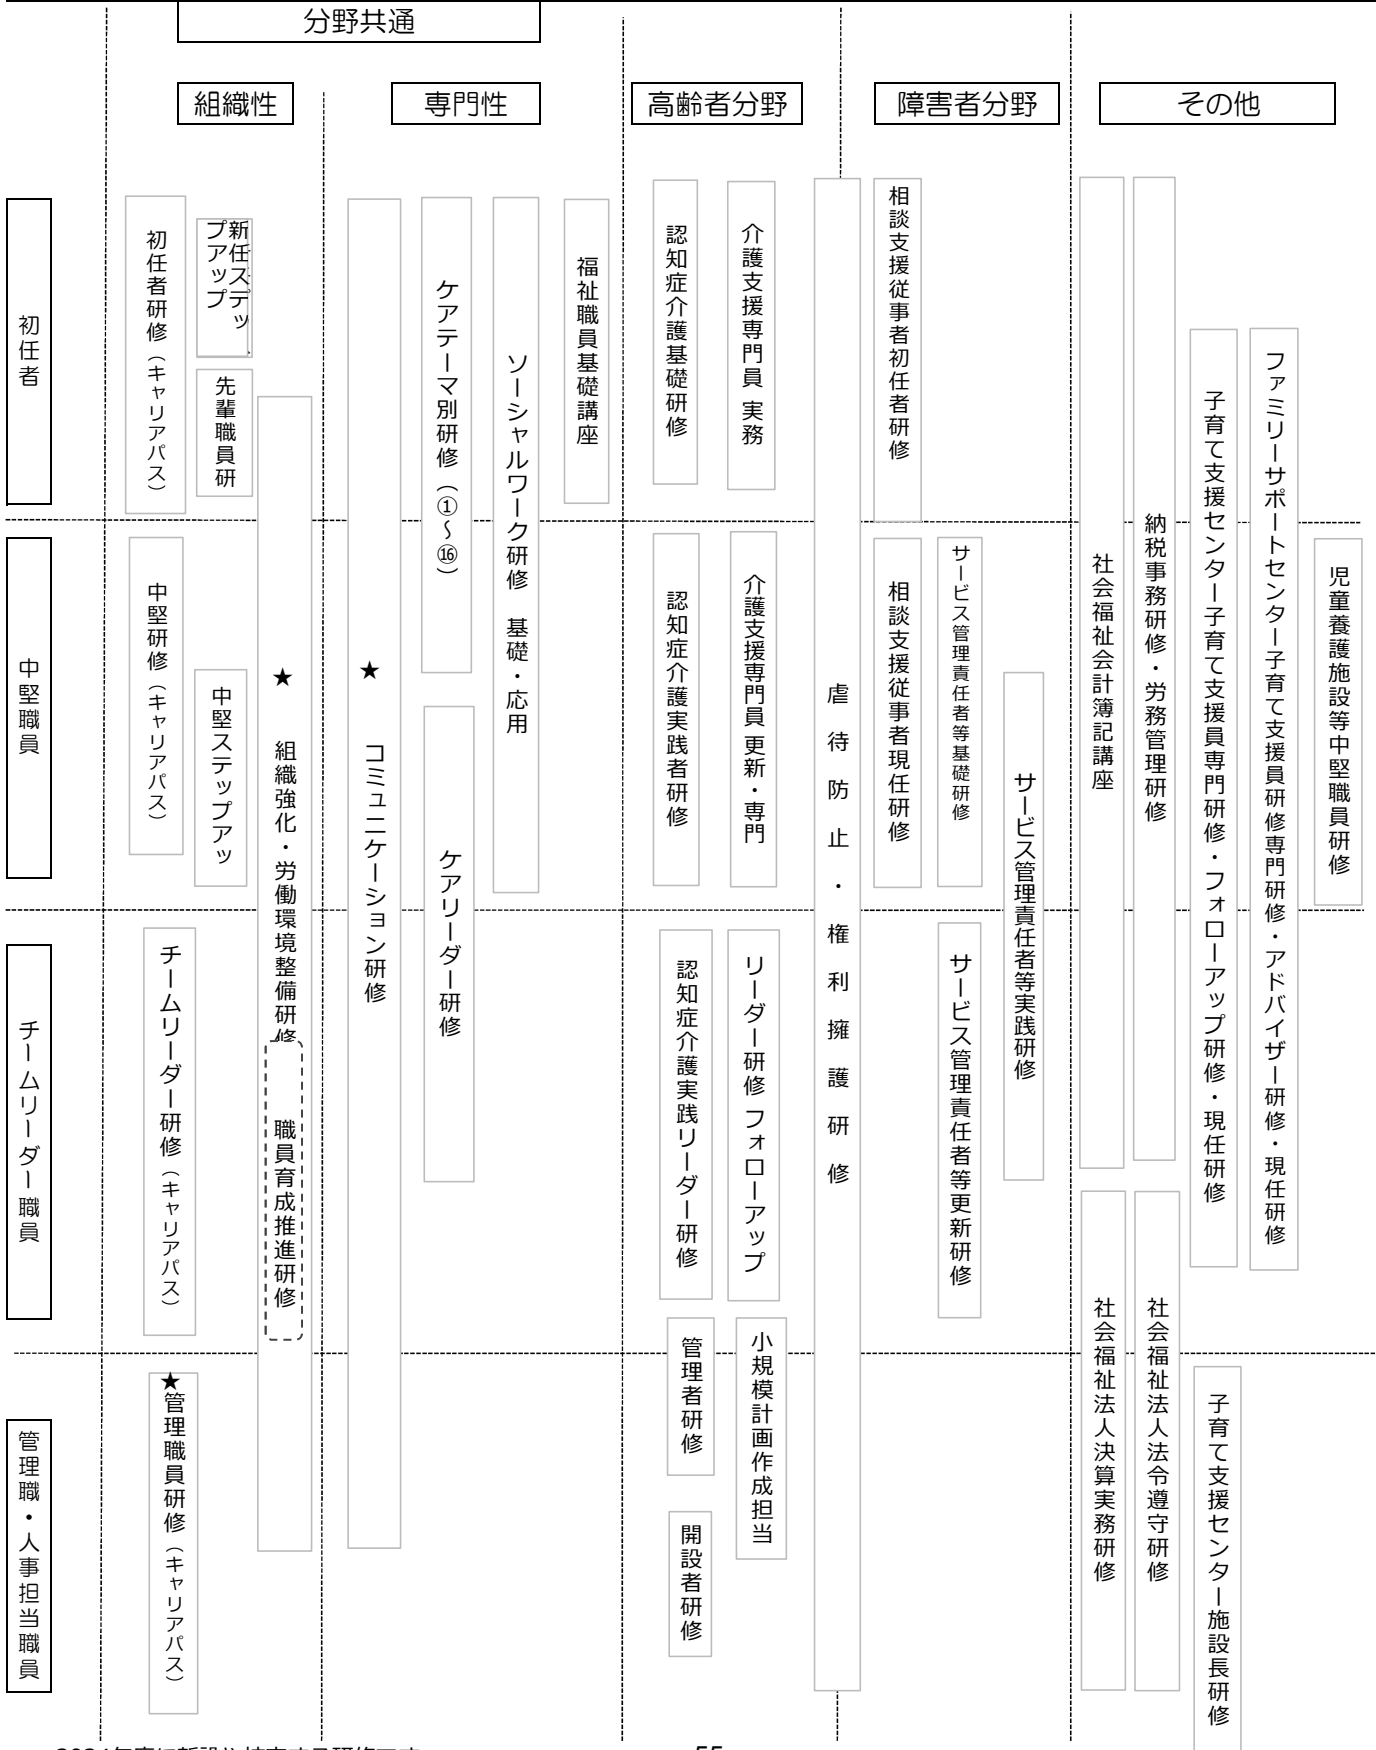 分野共通
組織性
専門性
高齢者分野
障害者分野
その他
初任者
初任者研修（キャリアパス）
新任ステッ
プアップ
先輩職員研
★　組織強化・労働環境整備研修
職員育成推進研修
★　コミュニケーション研修
ケアテーマ別研修（①～⑯）
ソーシャルワーク研修　基礎・応用
福祉職員基礎講座
認知症介護基礎研修
介護支援専門員 実務
虐待防止・権利擁護研修
相談支援従事者初任者研修
社会福祉会計簿記講座
納税事務研修・労務管理研修
子育て支援センター子育て支援員専門研修・フォローアップ研修・現任研修
ファミリーサポートセンター子育て支援員研修専門研修・アドバイザー研修・現任研修
中堅職員
中堅研修（キャリアパス）
中堅ステップアッ
ケアリーダー研修
認知症介護実践者研修
介護支援専門員 更新・専門
相談支援従事者現任研修
サービス管理責任者等基礎研修
サービス管理責任者等実践研修
児童養護施設等中堅職員研修
チームリーダー職員
チームリーダー研修（キャリアパス）
認知症介護実践リーダー研修
リーダー研修 フォローアップ
サービス管理責任者等更新研修
社会福祉法人決算実務研修
社会福祉法人法令遵守研修
管理職・人事担当職員
★管理職員研修（キャリアパス）
管理者研修
小規模計画作成担当
開設者研修
子育て支援センター施設長研修